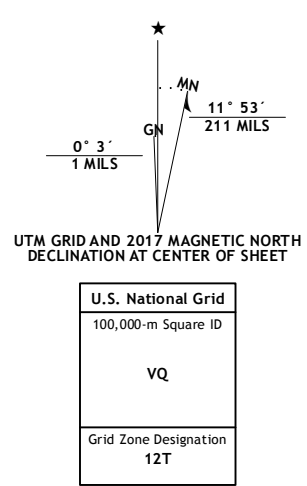 ★
MN
GN
11° 53´
211 MILS
0° 3´
1 MILS
UTM GRID AND 2017 MAGNETIC NORTH
DECLINATION AT CENTER OF SHEET
U.S. National Grid
100,000-m Square ID
VQ
Grid Zone Designation
12T